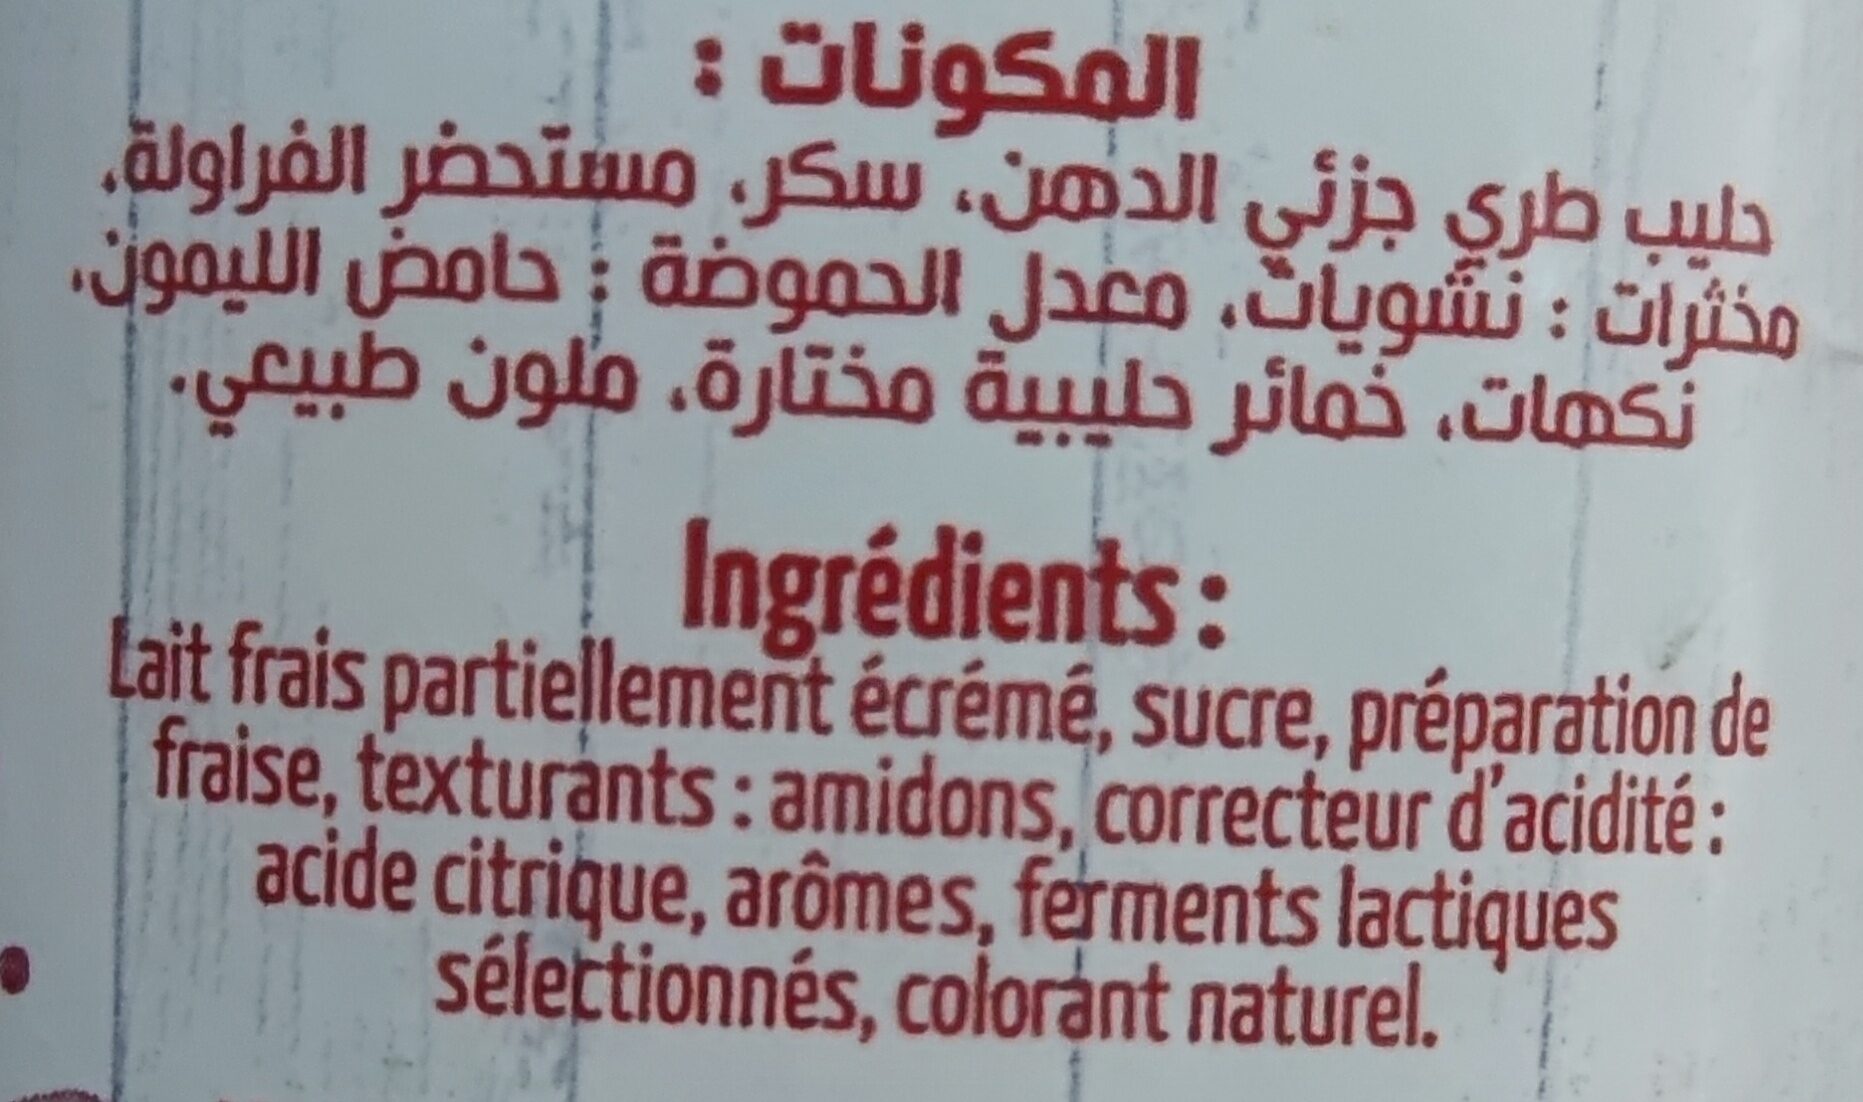 المكونات :
حليب طري جزئي الدهن، سكر، مستحضر الفراولة،
مخثرات : نشويات، معدل الحموضة : حامض الليمون،
نكهات، خمائر حليبية مختارة، ملون طبيعي.
Ingrédients :
Lait frais partiellement écrémé, sucre, préparation de
fraise, texturants : amidons, correcteur d'acidité :
acide citrique, arômes, ferments lactiques
sélectionnés, colorant naturel.